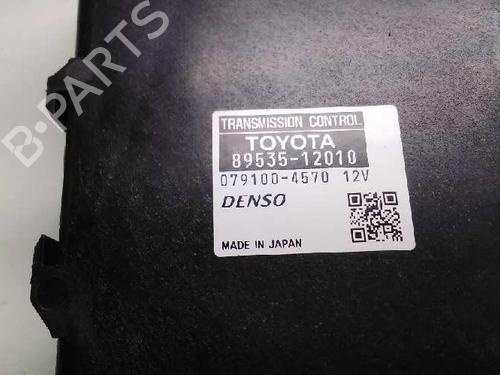 B-PARTS
TRANSMISSION CONTROL
TOYOTA
89535-12010
079100-4570 12V
DENSO
MADE IN JAPAN